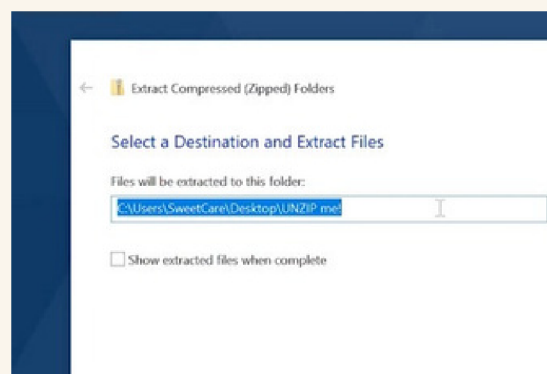 Extract Compressed (Zipped) Folders
Select a Destination and Extract Files
Files will be extracted to this folder:
C:\Users\SweetCare\Desktop\UNZIP me!
Show extracted files when complete